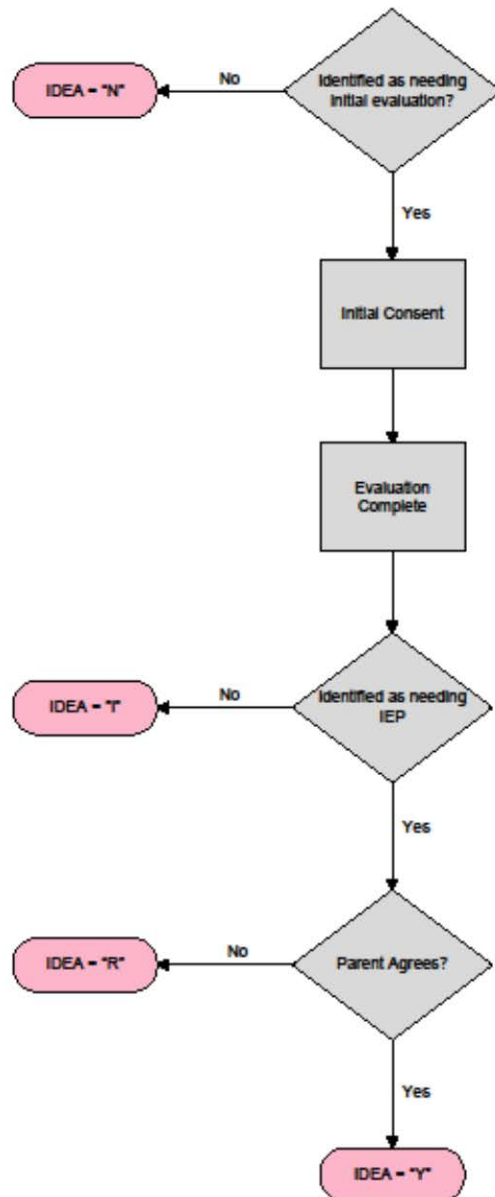 Identified as needing
initial evaluation?
No
IDEA = "N"
Yes
Initial Consent
Evaluation
Complete
Identified as needing
IEP
No
IDEA = "I"
Yes
Parent Agrees?
No
IDEA = "R"
Yes
IDEA = "Y"